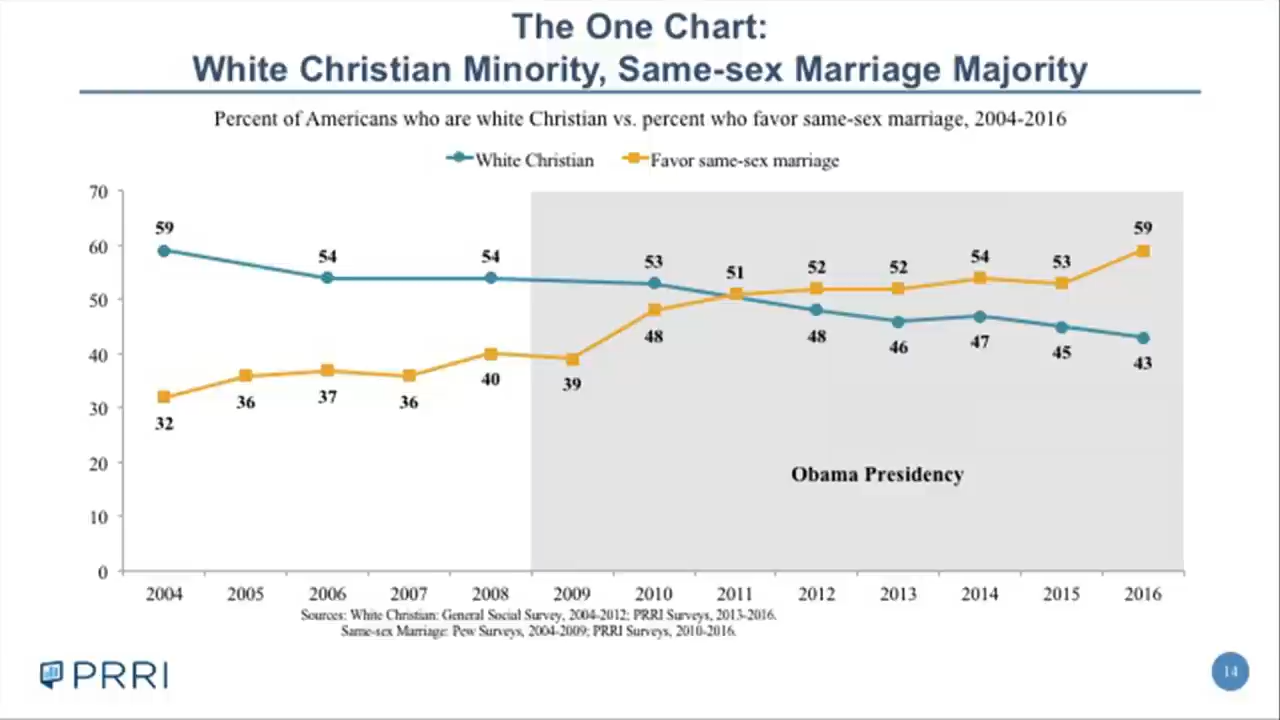 The One Chart:
White Christian Minority, Same-sex Marriage Majority
Percent of Americans who are white Christian vs. percent who favor same-sex marriage, 2004-2016
White Christian Favor same-sex marriage
70
60
50
40
30
20
10
0
59 54 54 53 51 52 52 54 53 59
32 36 37 36 40 39 48 48 46 47 45 43
Obama Presidency
2004 2005 2006 2007 2008 2009 2010 2011 2012 2013 2014 2015 2016
Sources: White Christian: General Social Survey, 2004-2012; PRRI Surveys, 2013-2016.
Same-sex Marriage: Pew Surveys, 2004-2009; PRRI Surveys, 2010-2016.
PRRI
14